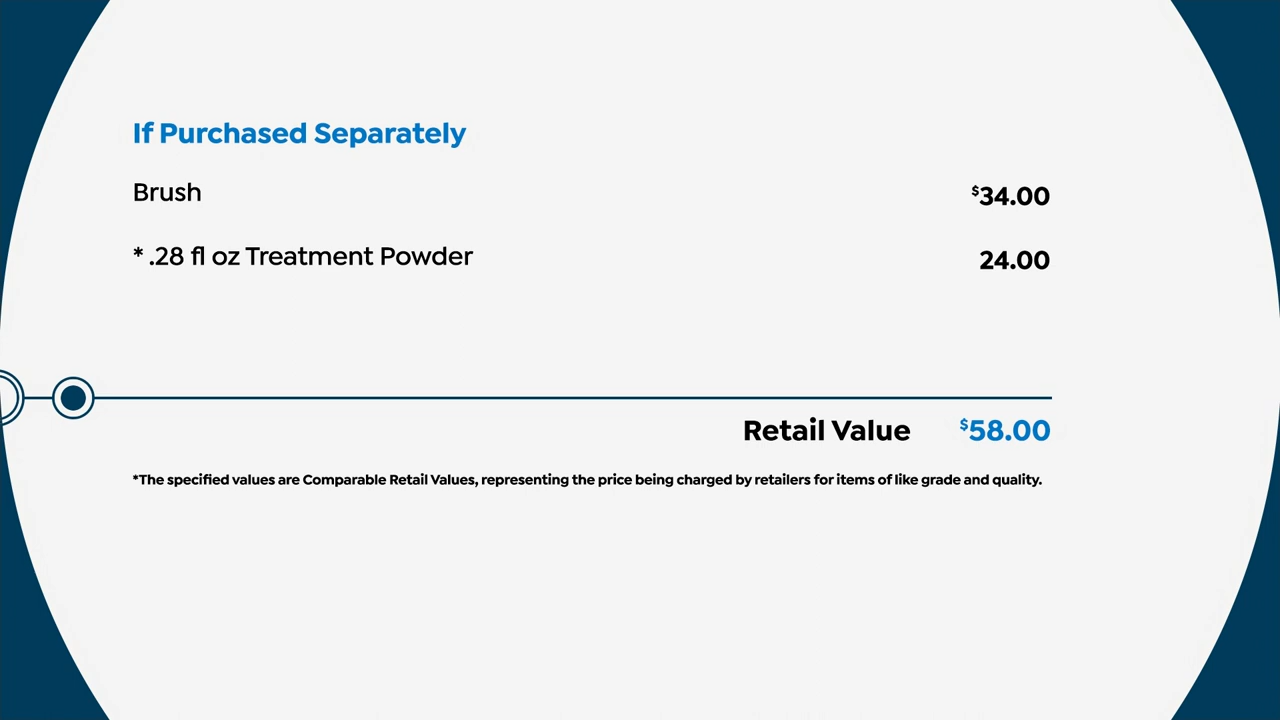 If Purchased Separately
Brush $34.00
* .28 fl oz Treatment Powder 24.00
Retail Value $58.00
*The specified values are Comparable Retail Values, representing the price being charged by retailers for items of like grade and quality.